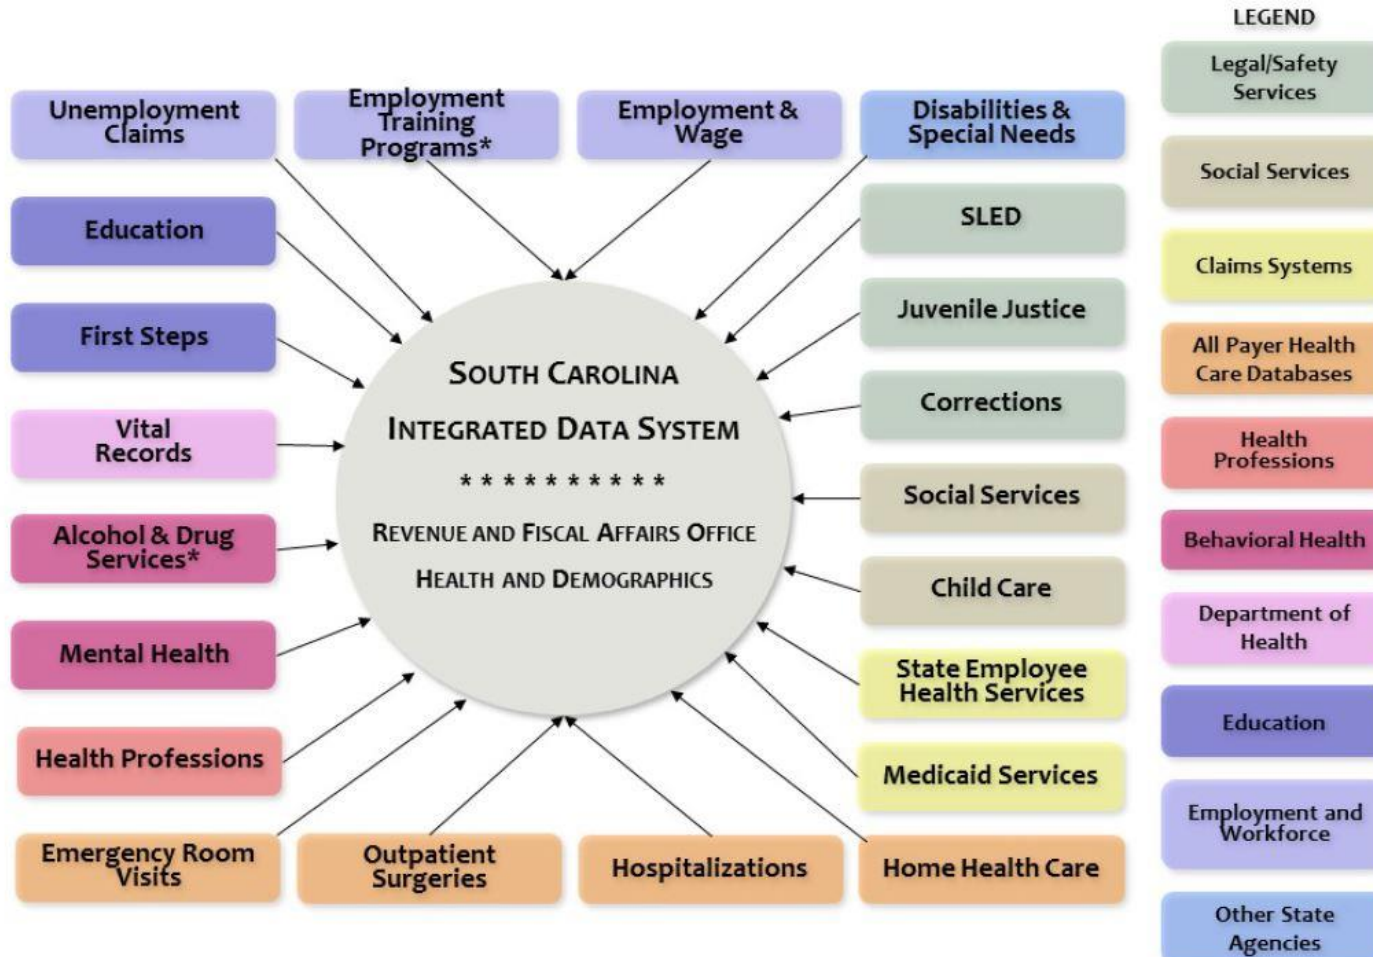 LEGEND
Legal/Safety
Services
Social Services
Claims Systems
All Payer Health
Care Databases
Health
Professions
Behavioral Health
Department of
Health
Education
Employment and
Workforce
Other State
Agencies
Unemployment
Claims
Employment
Training
Programs*
Employment &
Wage
Disabilities &
Special Needs
Education
First Steps
Vital
Records
Alcohol & Drug
Services*
Mental Health
Health Professions
Emergency Room
Visits
Outpatient
Surgeries
Hospitalizations
Home Health Care
SLED
Juvenile Justice
Corrections
Social Services
Child Care
State Employee
Health Services
Medicaid Services
SOUTH CAROLINA
INTEGRATED DATA SYSTEM
* * * * * * * * * *
REVENUE AND FISCAL AFFAIRS OFFICE
HEALTH AND DEMOGRAPHICS